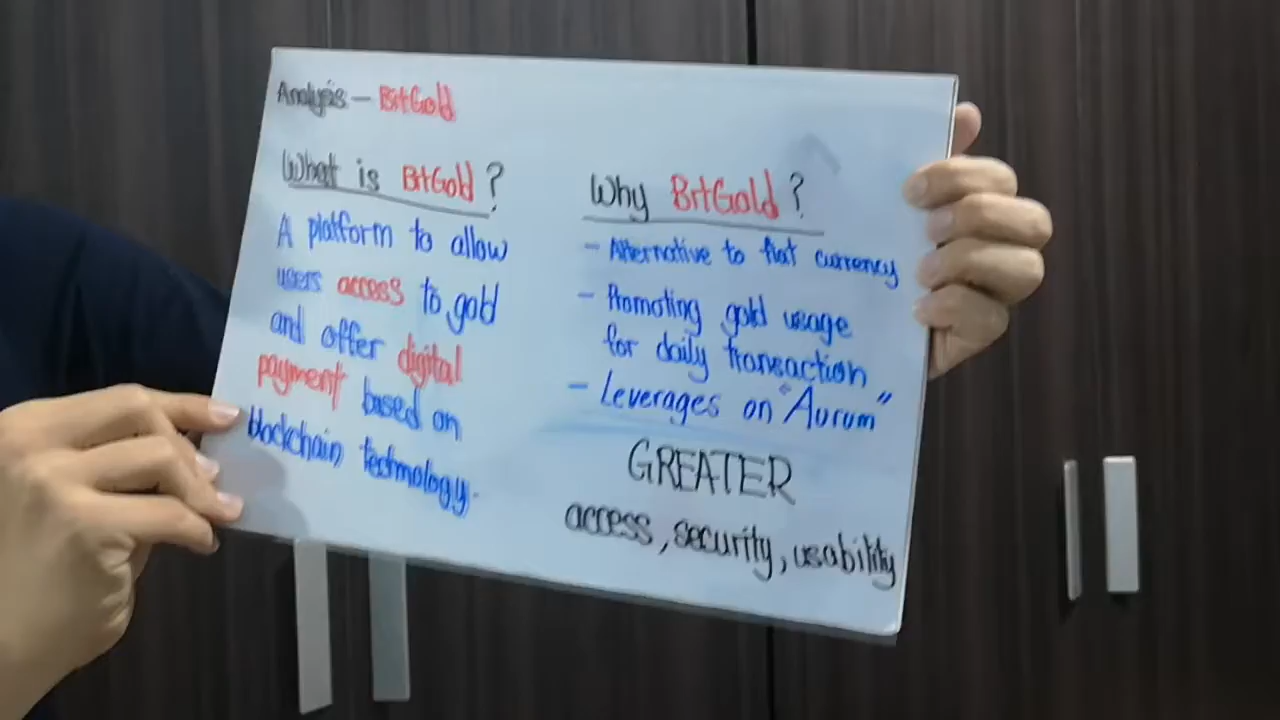 Analysis - BitGold
What is BitGold?
A platform to allow
users access to gold
and offer digital
payment based on
blockchain technology.
Why BitGold?
- Alternative to fiat currency
- Promoting gold usage
for daily transaction
- Leverages on "Aurum"
GREATER
access, security, usability